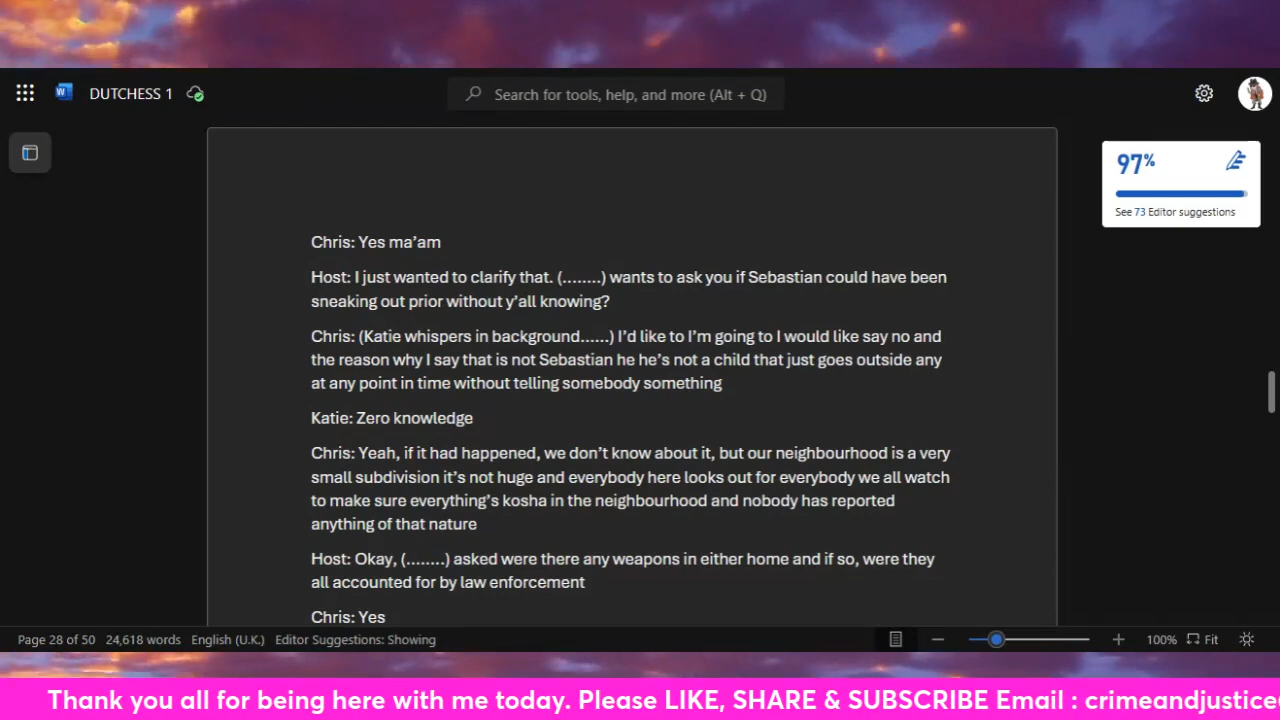 DUTCHESS 1
Search for tools, help, and more (Alt + Q)
97%
See 73 Editor suggestions
Chris: Yes ma’am
Host: I just wanted to clarify that. (........) wants to ask you if Sebastian could have been
sneaking out prior without y’all knowing?
Chris: (Katie whispers in background......) I’d like to I’m going to I would like say no and
the reason why I say that is not Sebastian he he’s not a child that just goes outside any
at any point in time without telling somebody something
Katie: Zero knowledge
Chris: Yeah, if it had happened, we don’t know about it, but our neighbourhood is a very
small subdivision it’s not huge and everybody here looks out for everybody we all watch
to make sure everything’s kosha in the neighbourhood and nobody has reported
anything of that nature
Host: Okay, (........) asked were there any weapons in either home and if so, were they
all accounted for by law enforcement
Chris: Yes
Page 28 of 50 24,618 words English (U.K.) Editor Suggestions: Showing 100% Fit
Thank you all for being here with me today. Please LIKE, SHARE & SUBSCRIBE Email : crimeandjustice